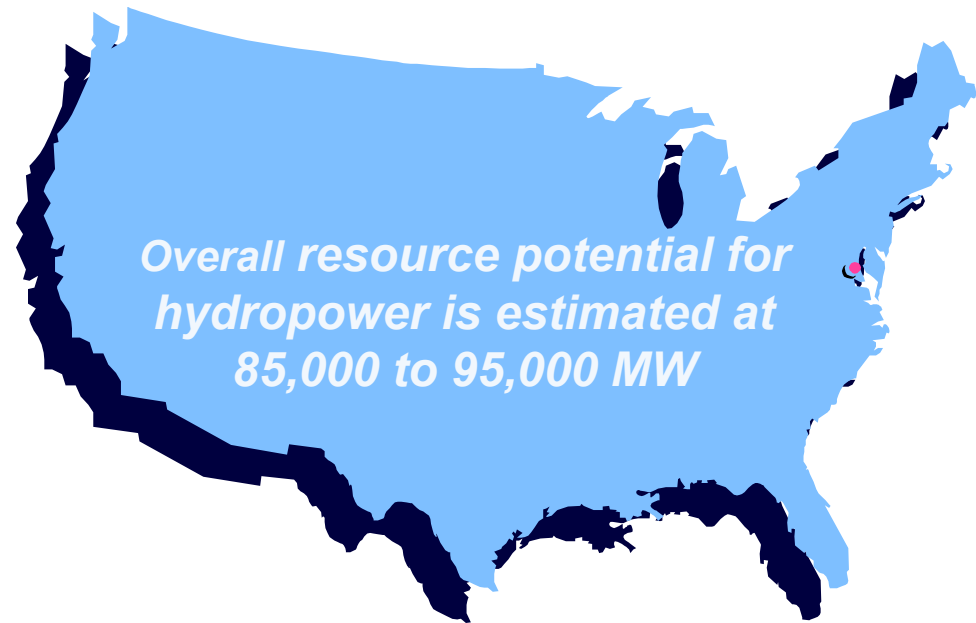 Overall resource potential for
hydropower is estimated at
85,000 to 95,000 MW